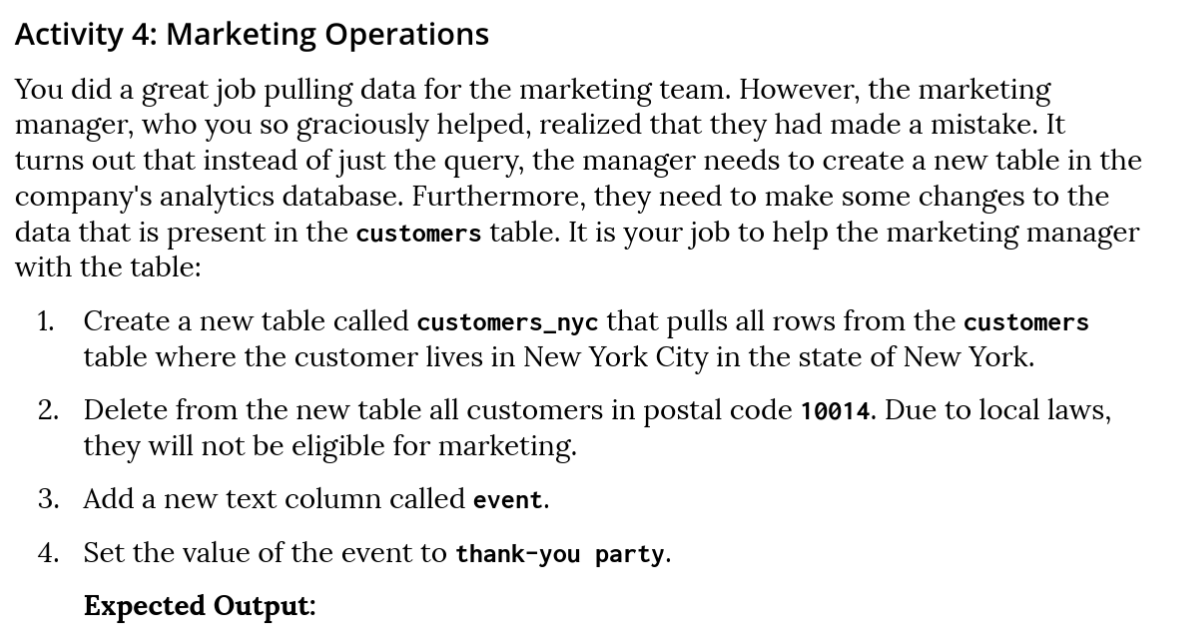 Activity 4: Marketing Operations
You did a great job pulling data for the marketing team. However, the marketing
manager, who you so graciously helped, realized that they had made a mistake. It
turns out that instead of just the query, the manager needs to create a new table in the
company's analytics database. Furthermore, they need to make some changes to the
data that is present in the customers table. It is your job to help the marketing manager
with the table:
1. Create a new table called customers_nyc that pulls all rows from the customers
table where the customer lives in New York City in the state of New York.
2. Delete from the new table all customers in postal code 10014. Due to local laws,
they will not be eligible for marketing.
3. Add a new text column called event.
4. Set the value of the event to thank-you party.
Expected Output: